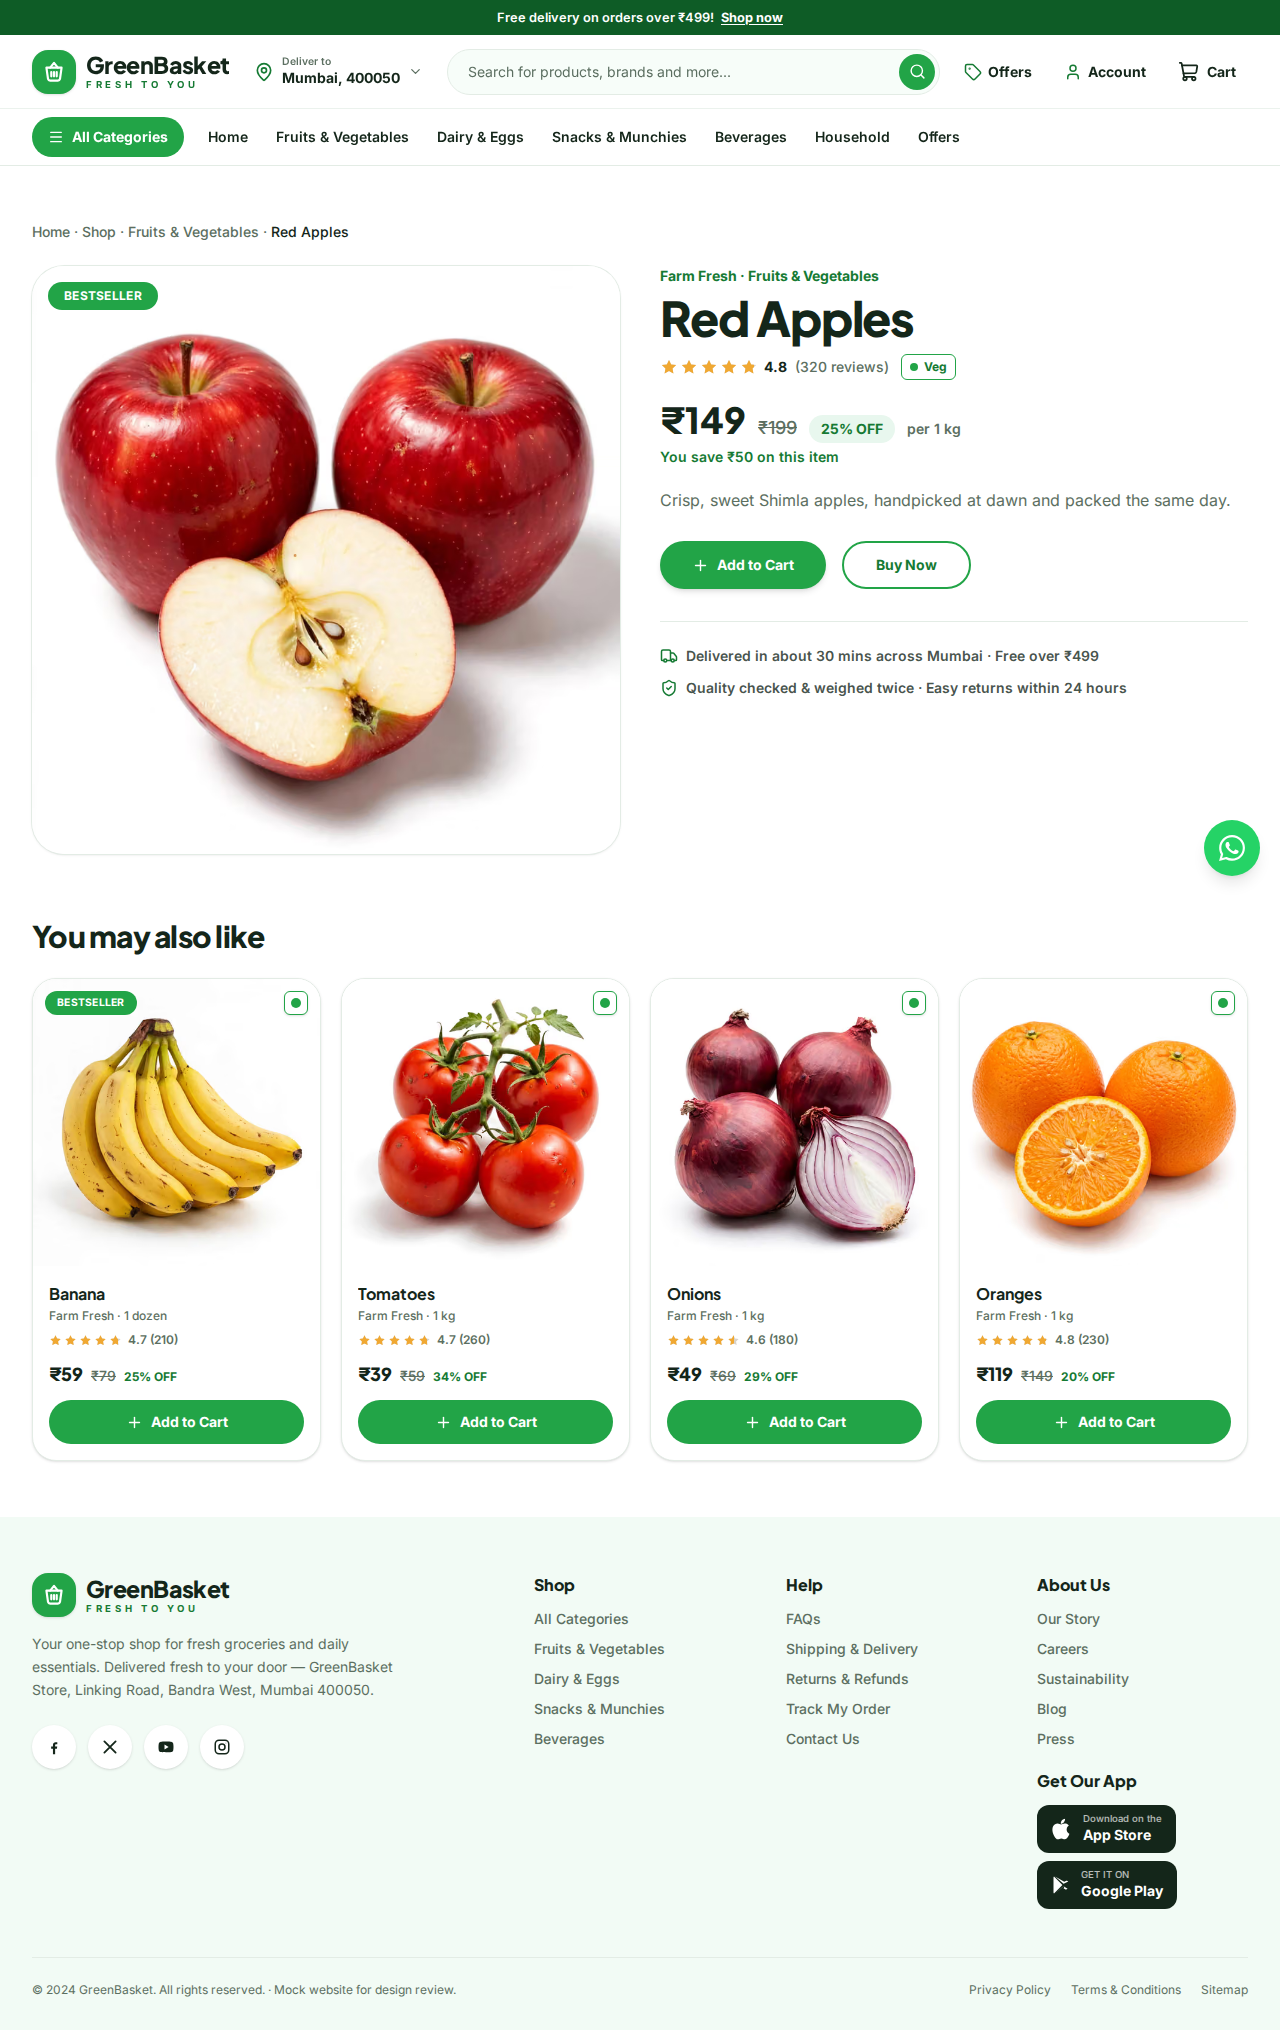 Free delivery on orders over ₹499! Shop now
GreenBasket
FRESH TO YOU
Deliver to
Mumbai, 400050
Search for products, brands and more...
Offers
Account
Cart
All Categories
Home
Fruits & Vegetables
Dairy & Eggs
Snacks & Munchies
Beverages
Household
Offers
Home · Shop · Fruits & Vegetables · Red Apples
BESTSELLER
Farm Fresh · Fruits & Vegetables
Red Apples
4.8 (320 reviews) Veg
₹149 ₹199 25% OFF per 1 kg
You save ₹50 on this item
Crisp, sweet Shimla apples, handpicked at dawn and packed the same day.
Add to Cart
Buy Now
Delivered in about 30 mins across Mumbai · Free over ₹499
Quality checked & weighed twice · Easy returns within 24 hours
You may also like
BESTSELLER
Banana
Farm Fresh · 1 dozen
4.7 (210)
₹59 ₹79 25% OFF
Add to Cart
Tomatoes
Farm Fresh · 1 kg
4.7 (260)
₹39 ₹59 34% OFF
Add to Cart
Onions
Farm Fresh · 1 kg
4.6 (180)
₹49 ₹69 29% OFF
Add to Cart
Oranges
Farm Fresh · 1 kg
4.8 (230)
₹119 ₹149 20% OFF
Add to Cart
GreenBasket
FRESH TO YOU
Your one-stop shop for fresh groceries and daily
essentials. Delivered fresh to your door — GreenBasket
Store, Linking Road, Bandra West, Mumbai 400050.
Shop
All Categories
Fruits & Vegetables
Dairy & Eggs
Snacks & Munchies
Beverages
Help
FAQs
Shipping & Delivery
Returns & Refunds
Track My Order
Contact Us
About Us
Our Story
Careers
Sustainability
Blog
Press
Get Our App
Download on the
App Store
GET IT ON
Google Play
© 2024 GreenBasket. All rights reserved. · Mock website for design review.
Privacy Policy
Terms & Conditions
Sitemap